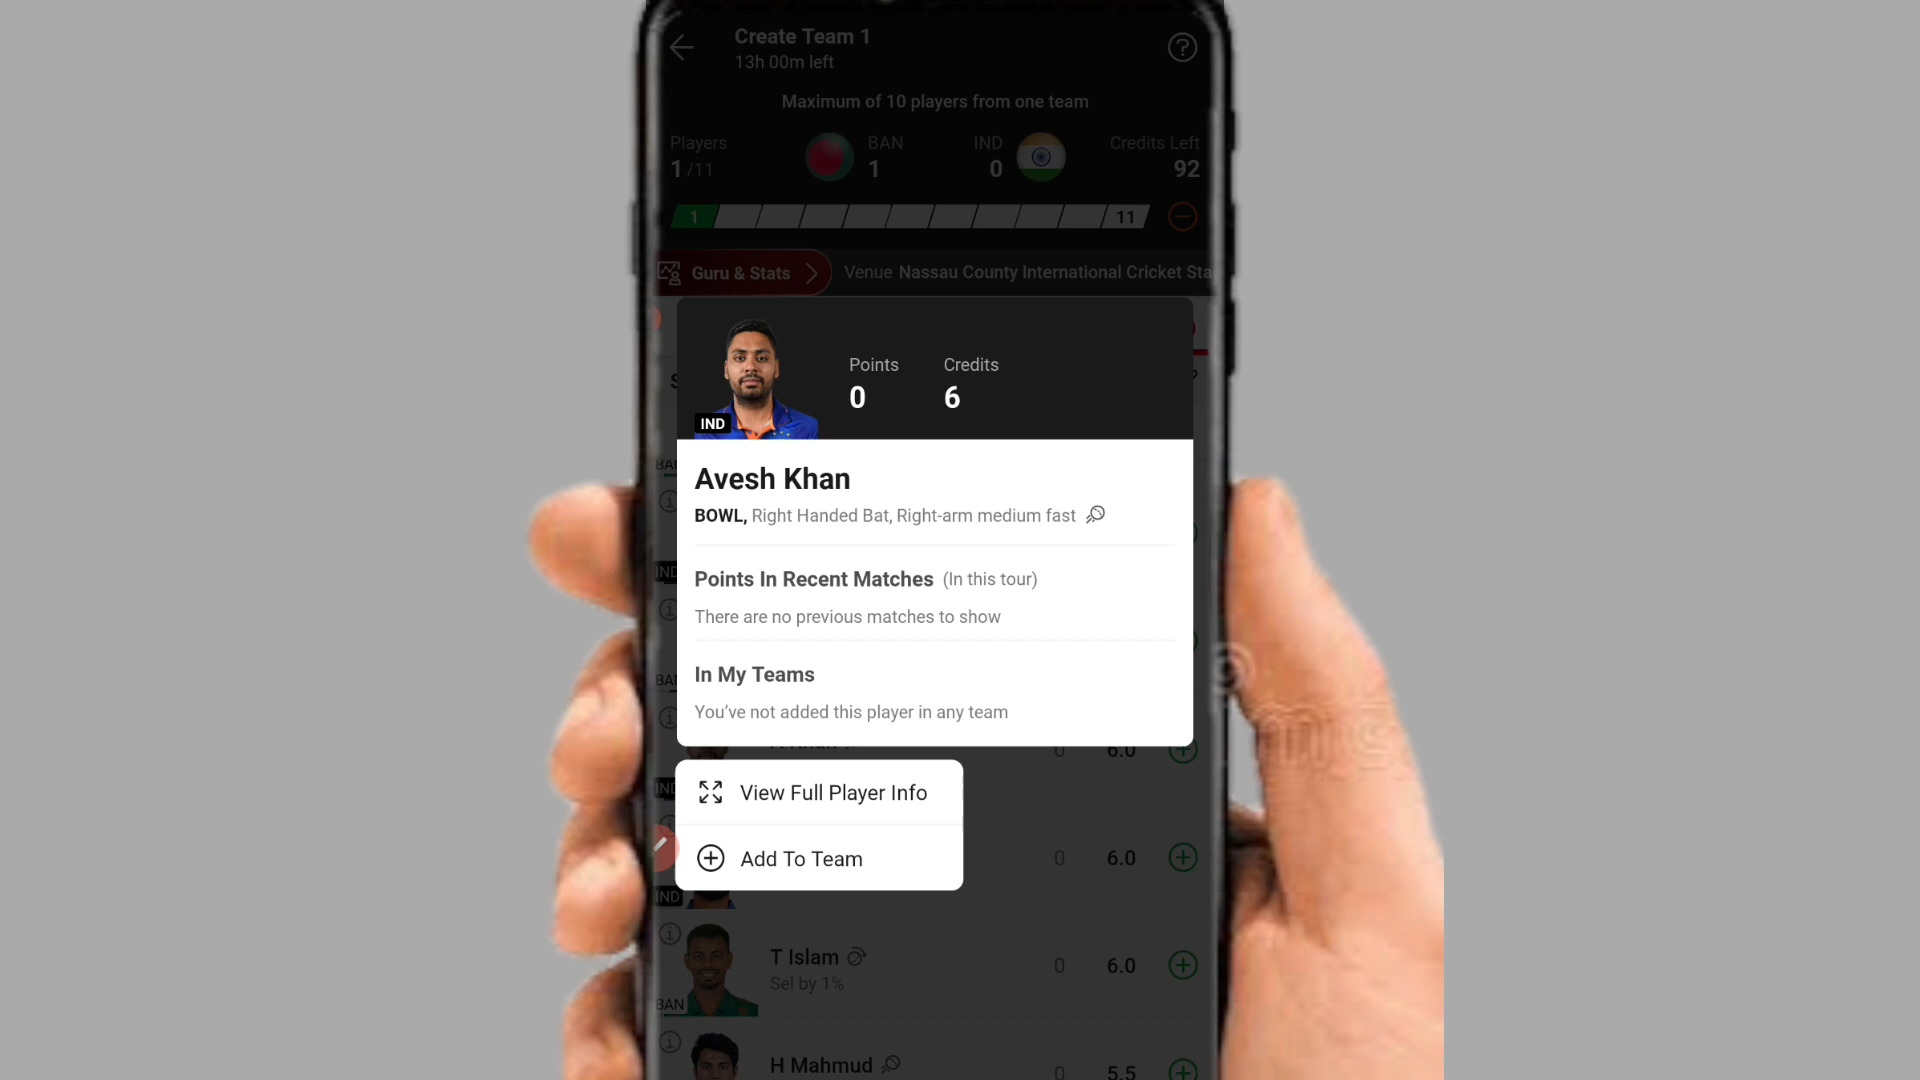 Create Team 1
13h 00m left
Maximum of 10 players from one team
Players BAN IND Credits Left
1/11 1 0 92
1 11
Guru & Stats Venue Nassau County International Cricket Sta
Points Credits
0 6
IND
Avesh Khan
BOWL, Right Handed Bat, Right-arm medium fast
Points In Recent Matches (In this tour)
There are no previous matches to show
In My Teams
You've not added this player in any team
BAN
IND
BAN
0 6.0
IND
View Full Player Info
Add To Team
0 6.0
IND
T Islam
Sel by 1%
0 6.0
BAN
H Mahmud
0 5.5